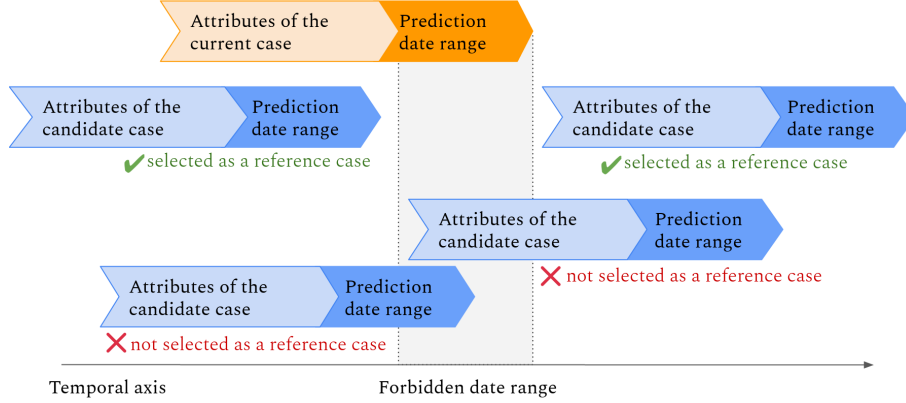 Attributes of the
current case
Prediction
date range
Attributes of the
candidate case
Prediction
date range
selected as a reference case
Attributes of the
candidate case
Prediction
date range
selected as a reference case
Attributes of the
candidate case
Prediction
date range
not selected as a reference case
Attributes of the
candidate case
Prediction
date range
not selected as a reference case
Temporal axis
Forbidden date range